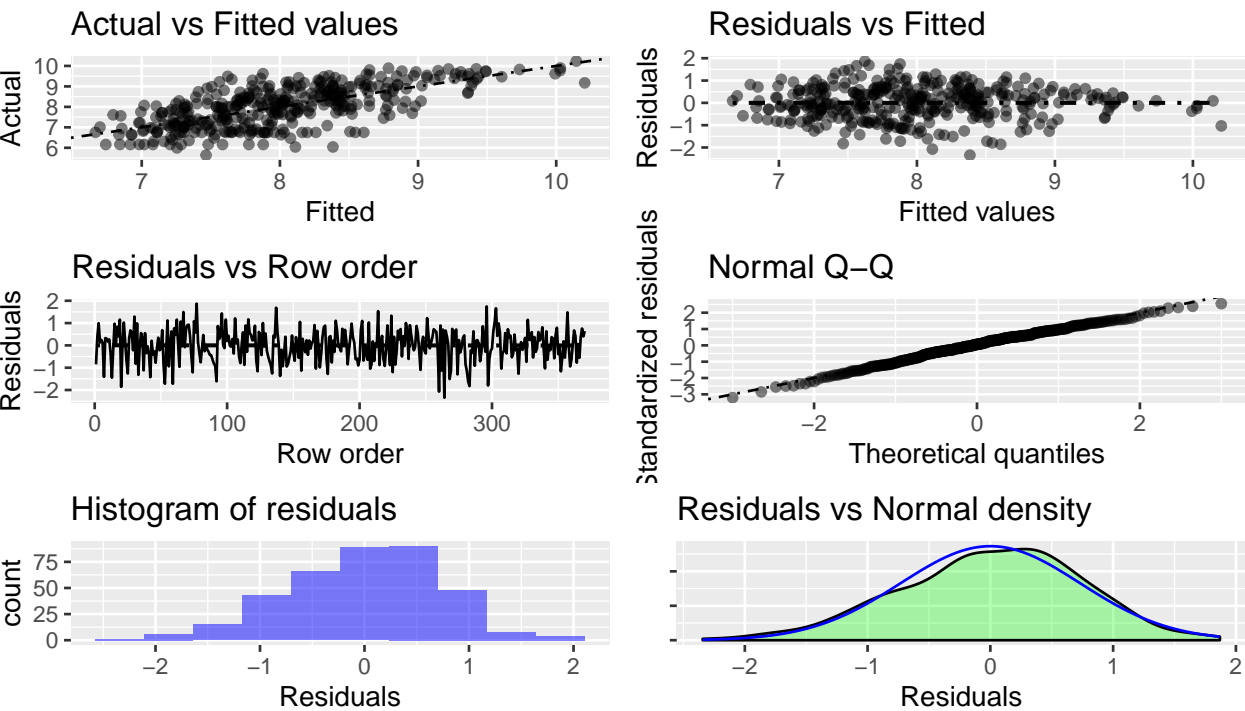 Actual vs Fitted values
Actual
10
9
8
7
6
7 8 9 10
Fitted
Residuals vs Fitted
Residuals
2
1
0
−1
−2
7 8 9 10
Fitted values
Residuals vs Row order
Residuals
2
1
0
−1
−2
0 100 200 300
Row order
Normal Q−Q
Standardized residuals
2
1
0
−1
−2
−3
−2 0 2
Theoretical quantiles
Histogram of residuals
count
75
50
25
0
−2 −1 0 1 2
Residuals
Residuals vs Normal density
−2 −1 0 1 2
Residuals